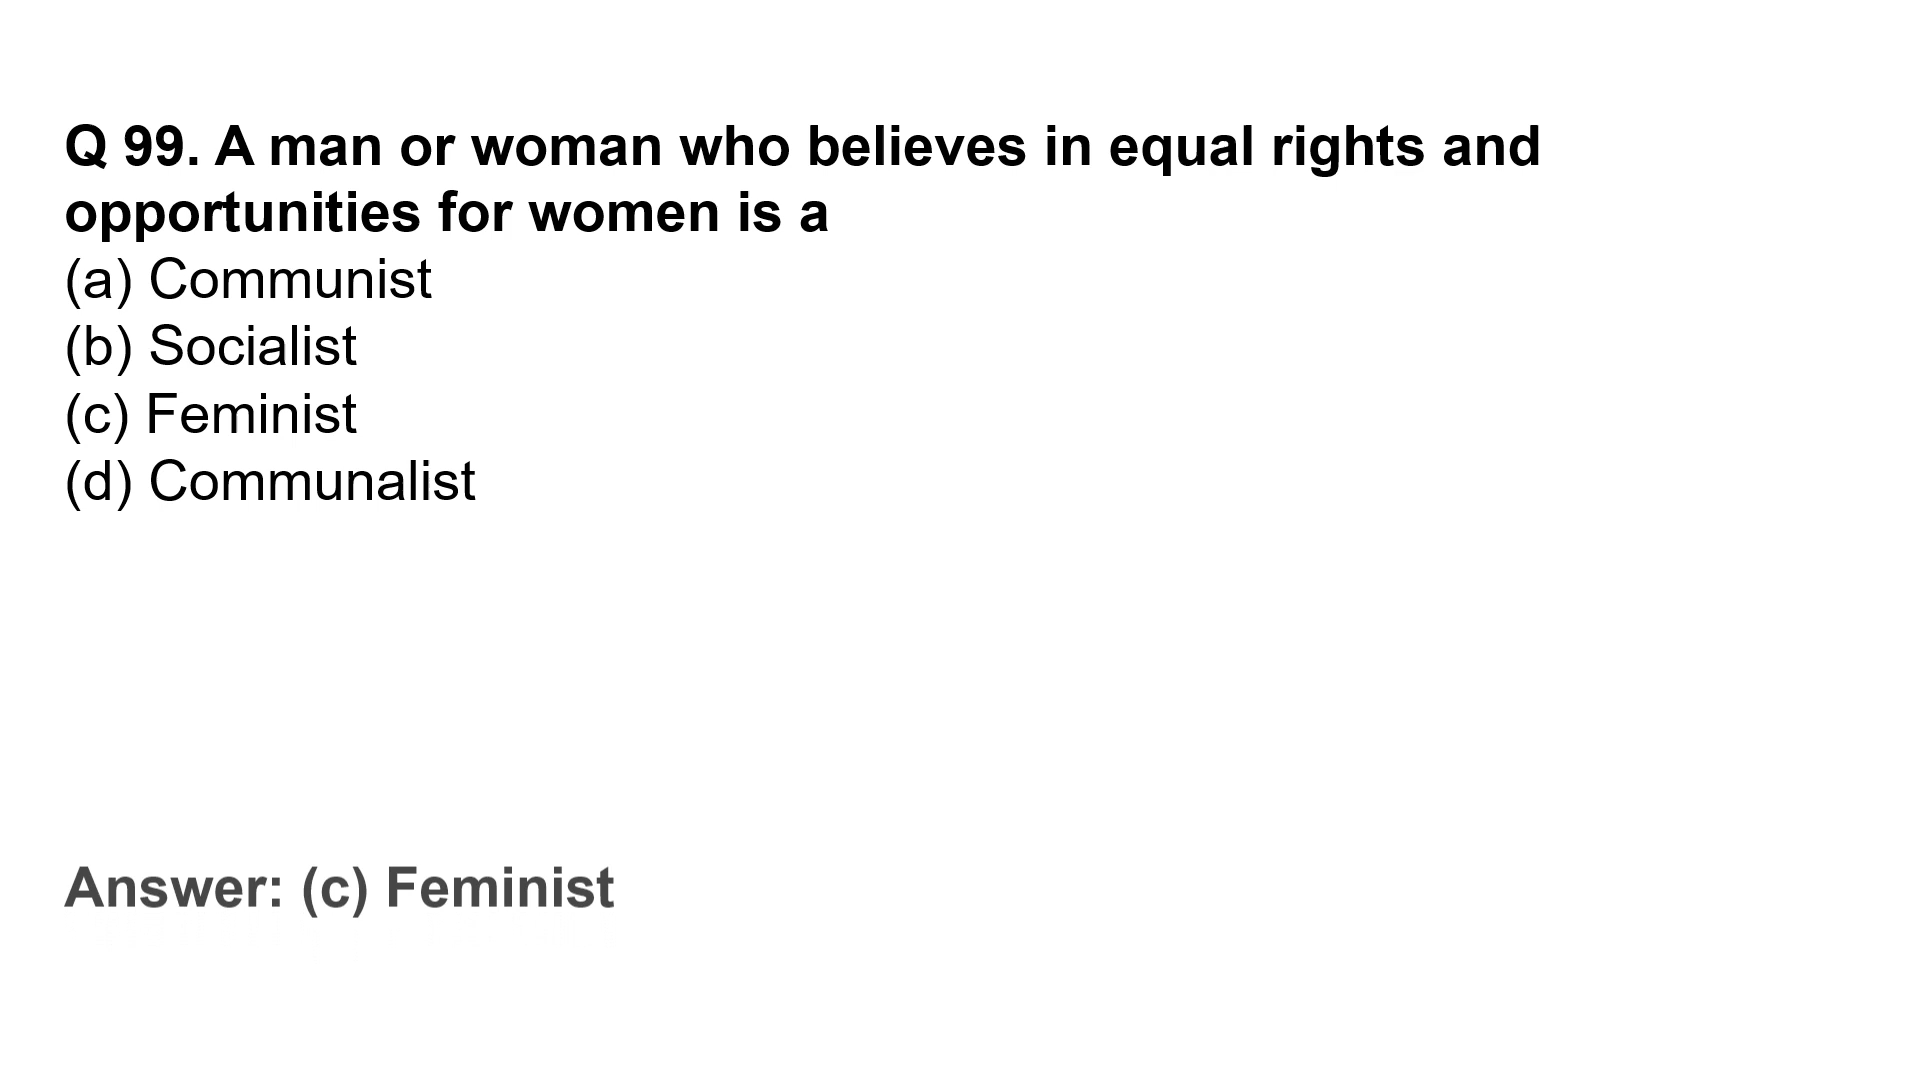 Q 99. A man or woman who believes in equal rights and
opportunities for women is a
(a) Communist
(b) Socialist
(c) Feminist
(d) Communalist
Answer: (c) Feminist